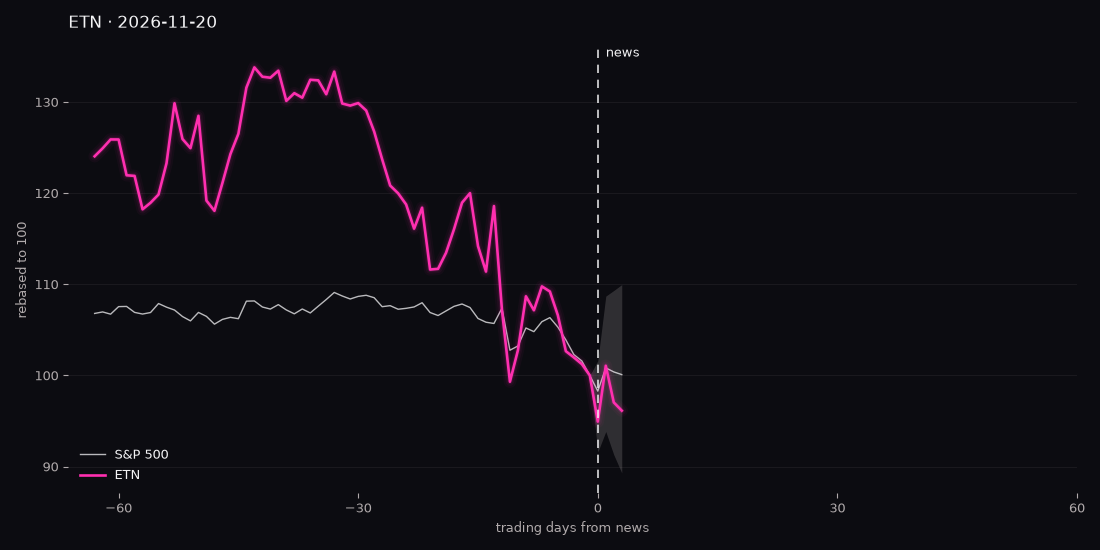 ETN · 2026-11-20
news
130
120
110
100
90
rebased to 100
S&P 500
ETN
−60
−30
0
30
60
trading days from news